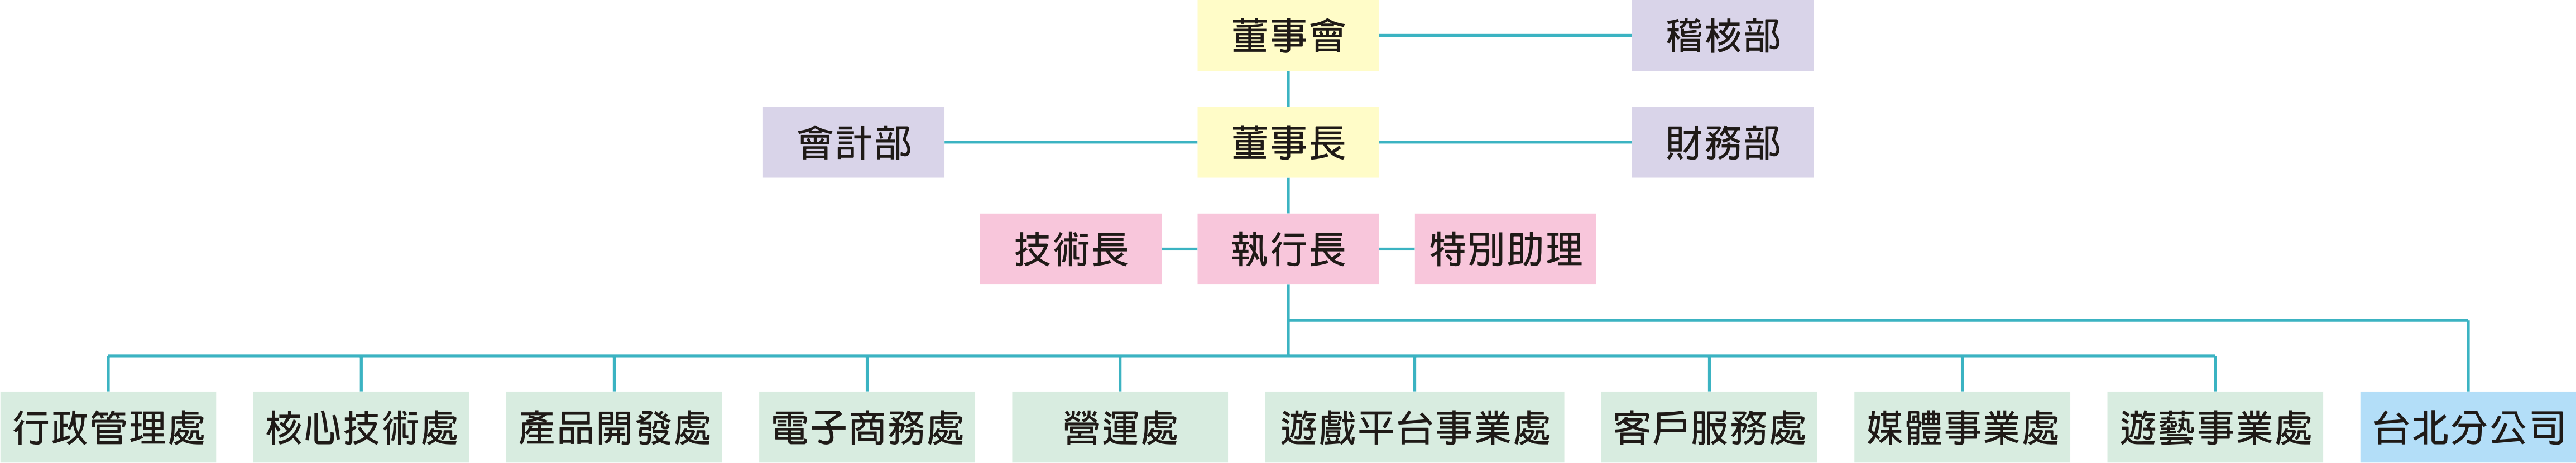 董事會
稽核部
會計部
董事長
財務部
技術長
執行長
特別助理
行政管理處
核心技術處
產品開發處
電子商務處
營運處
遊戲平台事業處
客戶服務處
媒體事業處
遊藝事業處
台北分公司